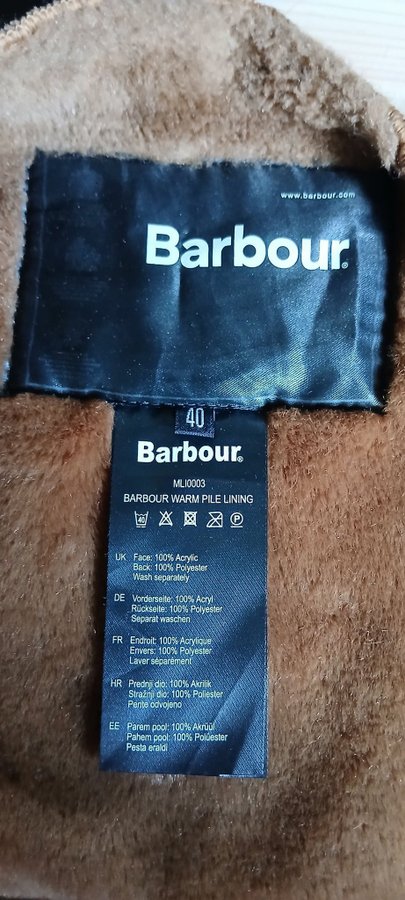 www.barbour.com
Barbour®
40
Barbour®
MLI0003
BARBOUR WARM PILE LINING
40 P
UK Face: 100% Acrylic
Back: 100% Polyester
Wash separately
DE Vorderseite: 100% Acryl
Rückseite: 100% Polyester
Separat waschen
FR Endroit: 100% Acrylique
Envers: 100% Polyester
Laver séparément
HR Prednji dio: 100% Akrilik
Stražnji dio: 100% Poliester
Perite odvojeno
EE Parem pool: 100% Akrüül
Pahem pool: 100% Polüester
Pesta eraldi